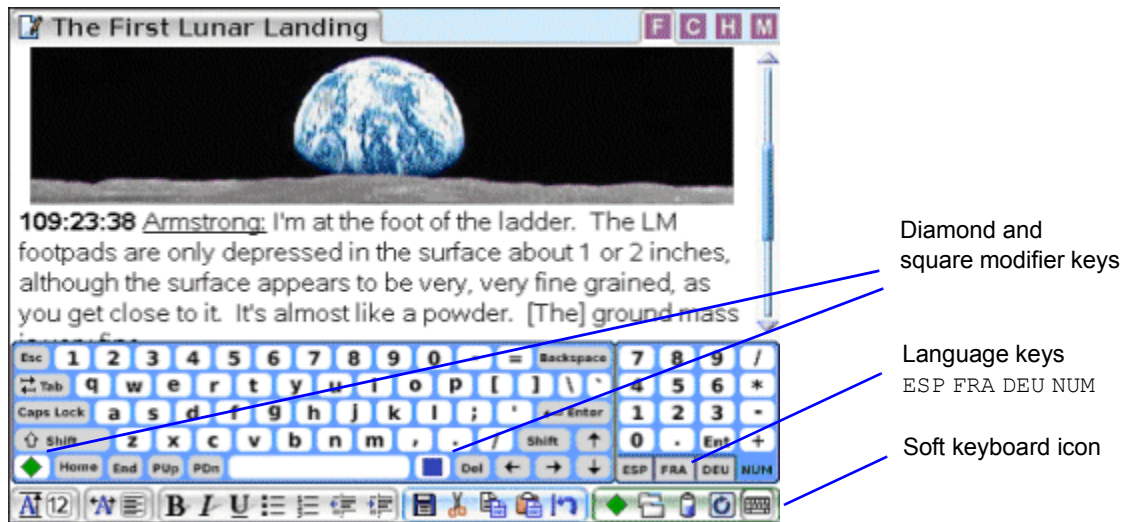 The First Lunar Landing
F C H M
109:23:38 Armstrong: I'm at the foot of the ladder. The LM
footpads are only depressed in the surface about 1 or 2 inches,
although the surface appears to be very, very fine grained, as
you get close to it. It's almost like a powder. [The] ground mass
is very fine
Diamond and
square modifier keys
Esc 1 2 3 4 5 6 7 8 9 0 - = Backspace 7 8 9 /
Tab q w e r t y u i o p [ ] \ ` 4 5 6 *
Caps Lock a s d f g h j k l ; ' Enter 1 2 3 -
Shift z x c v b n m , . / Shift ↑ 0 . Ent +
Home End PUp PDn Del ← → ↓ ESP FRA DEU NUM
Language keys
ESP FRA DEU NUM
Soft keyboard icon
A 12 A B I U